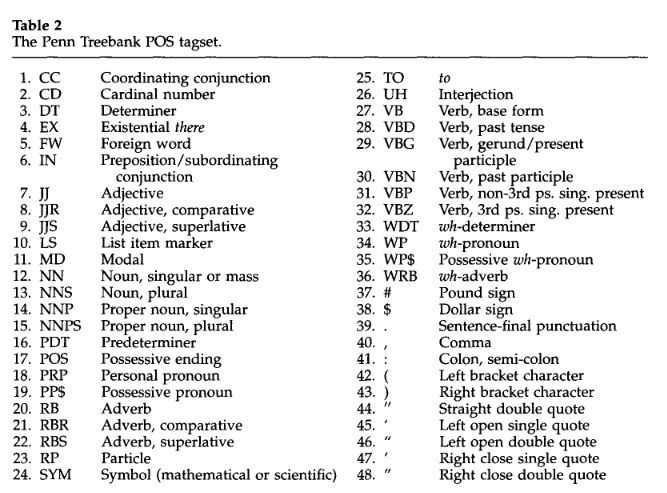 Table 2
The Penn Treebank POS tagset.
1. CC Coordinating conjunction
2. CD Cardinal number
3. DT Determiner
4. EX Existential there
5. FW Foreign word
6. IN Preposition/subordinating
conjunction
7. JJ Adjective
8. JJR Adjective, comparative
9. JJS Adjective, superlative
10. LS List item marker
11. MD Modal
12. NN Noun, singular or mass
13. NNS Noun, plural
14. NNP Proper noun, singular
15. NNPS Proper noun, plural
16. PDT Predeterminer
17. POS Possessive ending
18. PRP Personal pronoun
19. PP$ Possessive pronoun
20. RB Adverb
21. RBR Adverb, comparative
22. RBS Adverb, superlative
23. RP Particle
24. SYM Symbol (mathematical or scientific)
25. TO to
26. UH Interjection
27. VB Verb, base form
28. VBD Verb, past tense
29. VBG Verb, gerund/present
participle
30. VBN Verb, past participle
31. VBP Verb, non-3rd ps. sing. present
32. VBZ Verb, 3rd ps. sing. present
33. WDT wh-determiner
34. WP wh-pronoun
35. WP$ Possessive wh-pronoun
36. WRB wh-adverb
37. # Pound sign
38. $ Dollar sign
39. . Sentence-final punctuation
40. , Comma
41. : Colon, semi-colon
42. ( Left bracket character
43. ) Right bracket character
44. " Straight double quote
45. ‘ Left open single quote
46. “ Left open double quote
47. ’ Right close single quote
48. ” Right close double quote